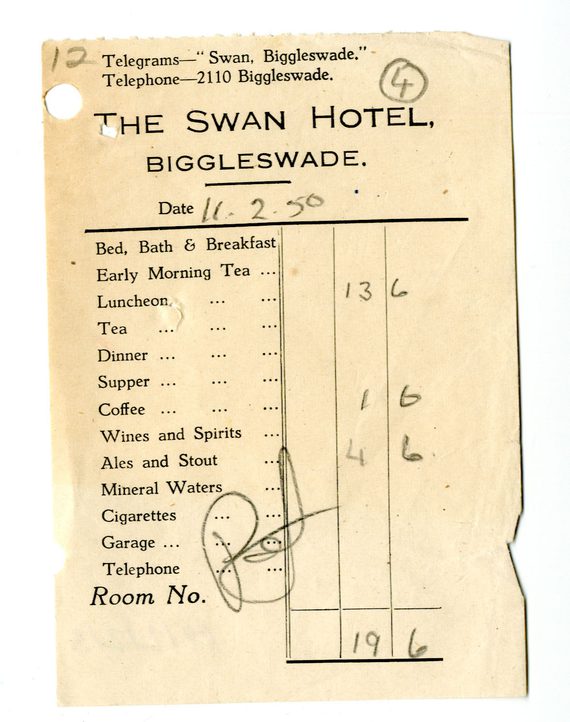 12 Telegrams—"Swan, Biggleswade."
Telephone—2110 Biggleswade.
4
THE SWAN HOTEL,
BIGGLESWADE.
Date 11. 2. 50
Bed, Bath & Breakfast
Early Morning Tea ...
Luncheon ... ... 13 6
Tea ... ... ...
Dinner ... ... ...
Supper ... ... ...
Coffee ... ... ... 1 6
Wines and Spirits ...
Ales and Stout ... 4 6.
Mineral Waters ...
Cigarettes ... ...
Garage ... ... ...
Telephone ... ...
Room No.
19 6